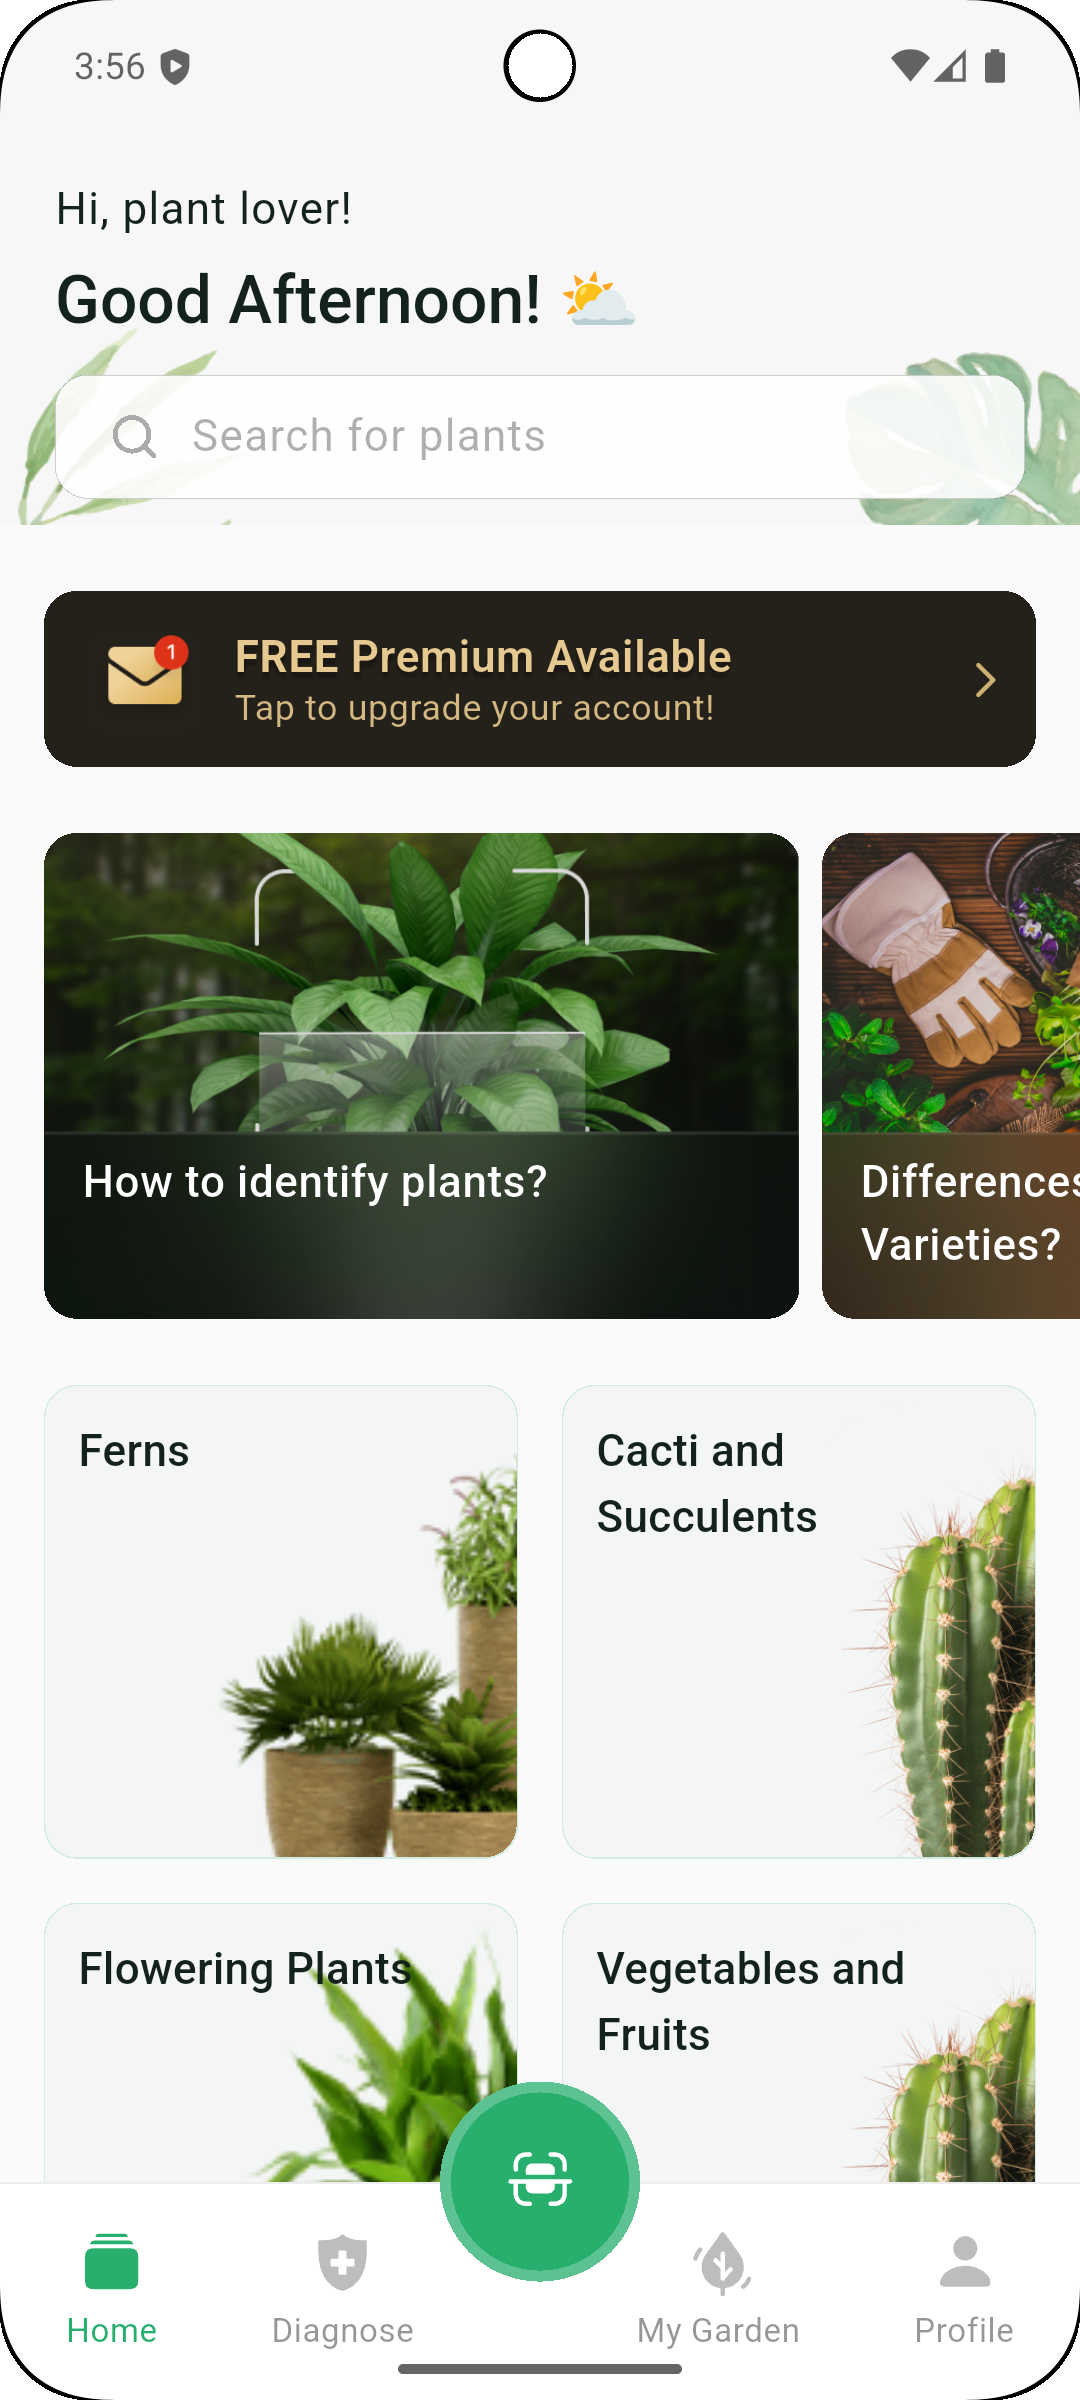 3:56
Hi, plant lover!
Good Afternoon! ⛅
Search for plants
1
FREE Premium Available
Tap to upgrade your account!
How to identify plants?
Differences
Varieties?
Ferns
Cacti and
Succulents
Flowering Plants
Vegetables and
Fruits
Home
Diagnose
My Garden
Profile